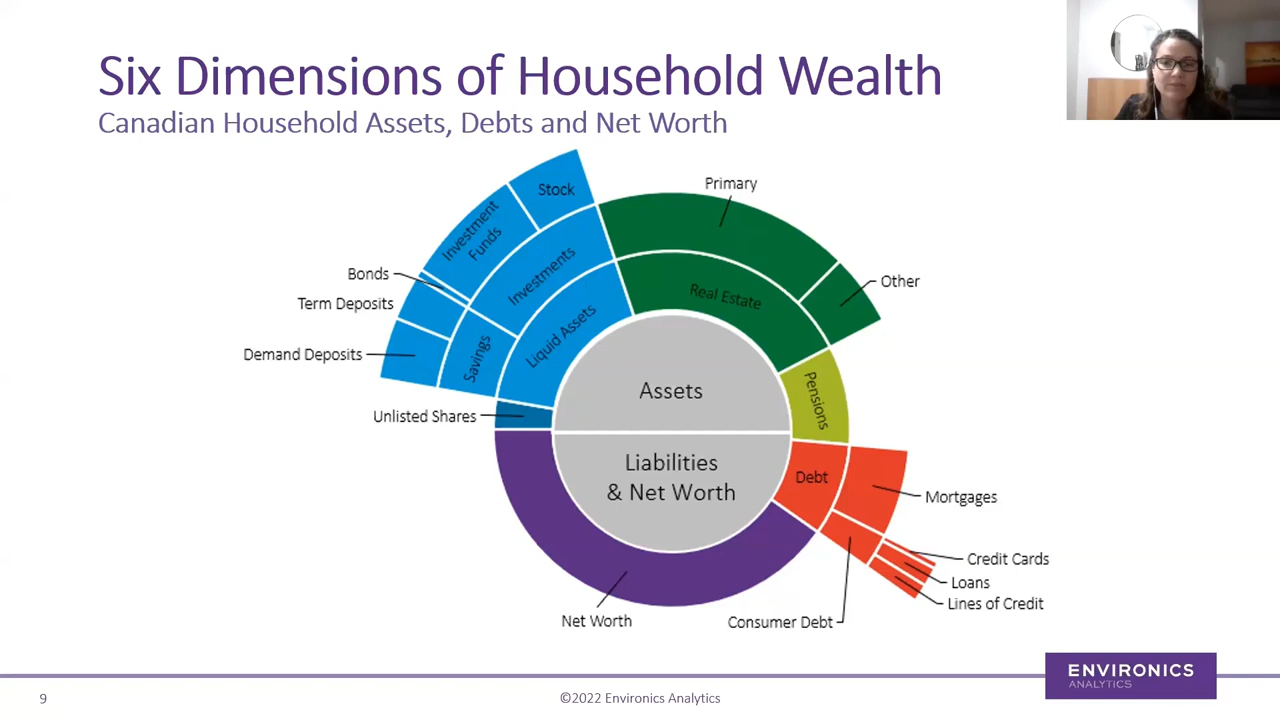 Six Dimensions of Household Wealth
Canadian Household Assets, Debts and Net Worth
Stock
Investment
Funds
Bonds
Term Deposits
Demand Deposits
Investments
Savings
Liquid Assets
Unlisted Shares
Primary
Other
Real Estate
Pensions
Assets
Liabilities
& Net Worth
Debt
Mortgages
Credit Cards
Loans
Lines of Credit
Consumer Debt
Net Worth
9
©2022 Environics Analytics
ENVIRONICS
ANALYTICS